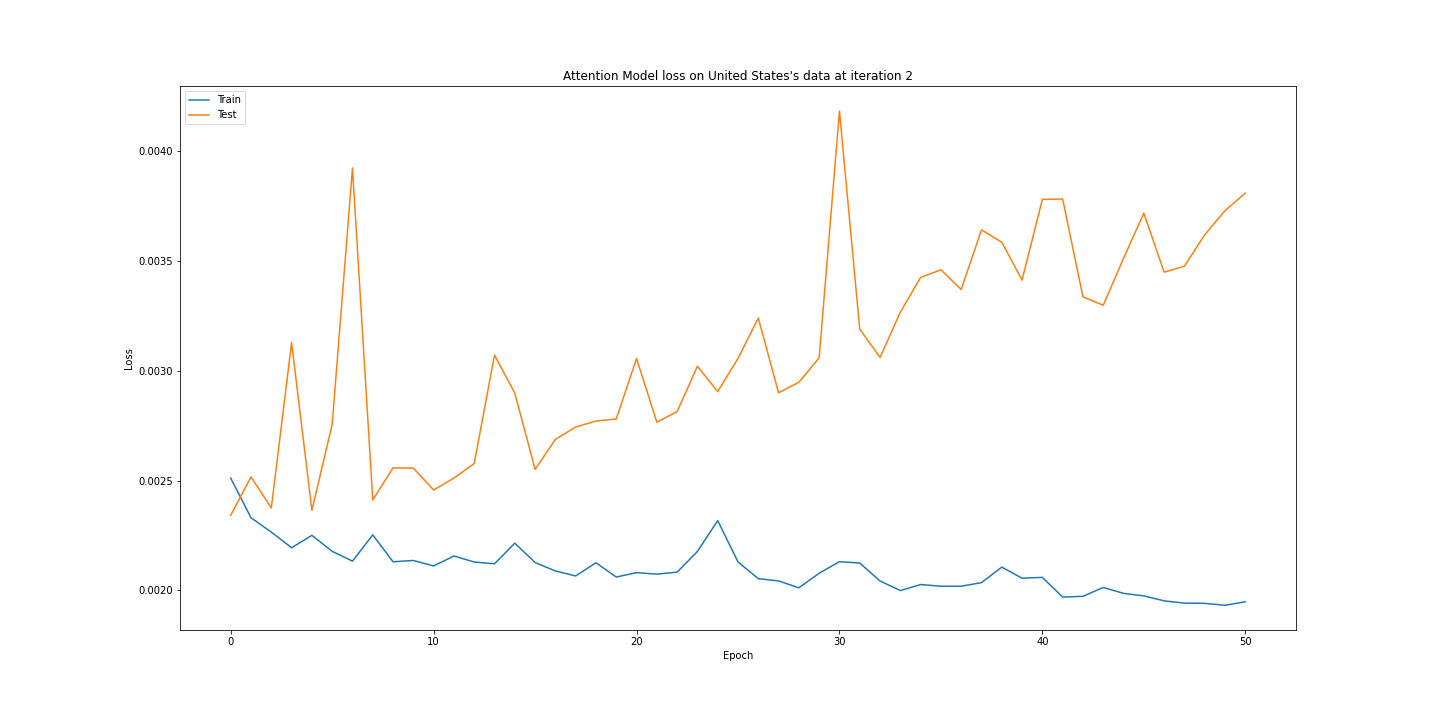 Attention Model loss on United States's data at iteration 2
Train
Test
0.0040
0.0035
0.0030
0.0025
0.0020
Loss
0 10 20 30 40 50
Epoch